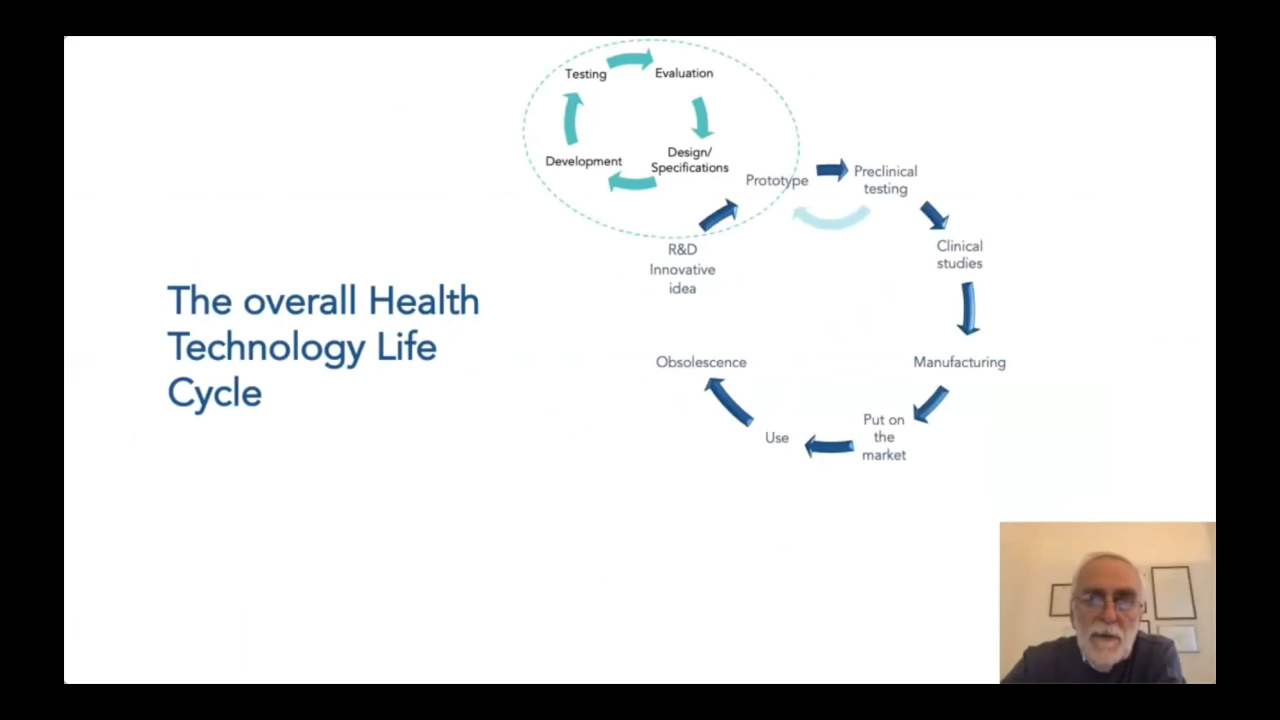 Testing
Evaluation
Development
Design/
Specifications
Prototype
Preclinical
testing
R&D
Innovative
idea
Clinical
studies
The overall Health
Technology Life
Cycle
Obsolescence
Manufacturing
Use
Put on
the
market